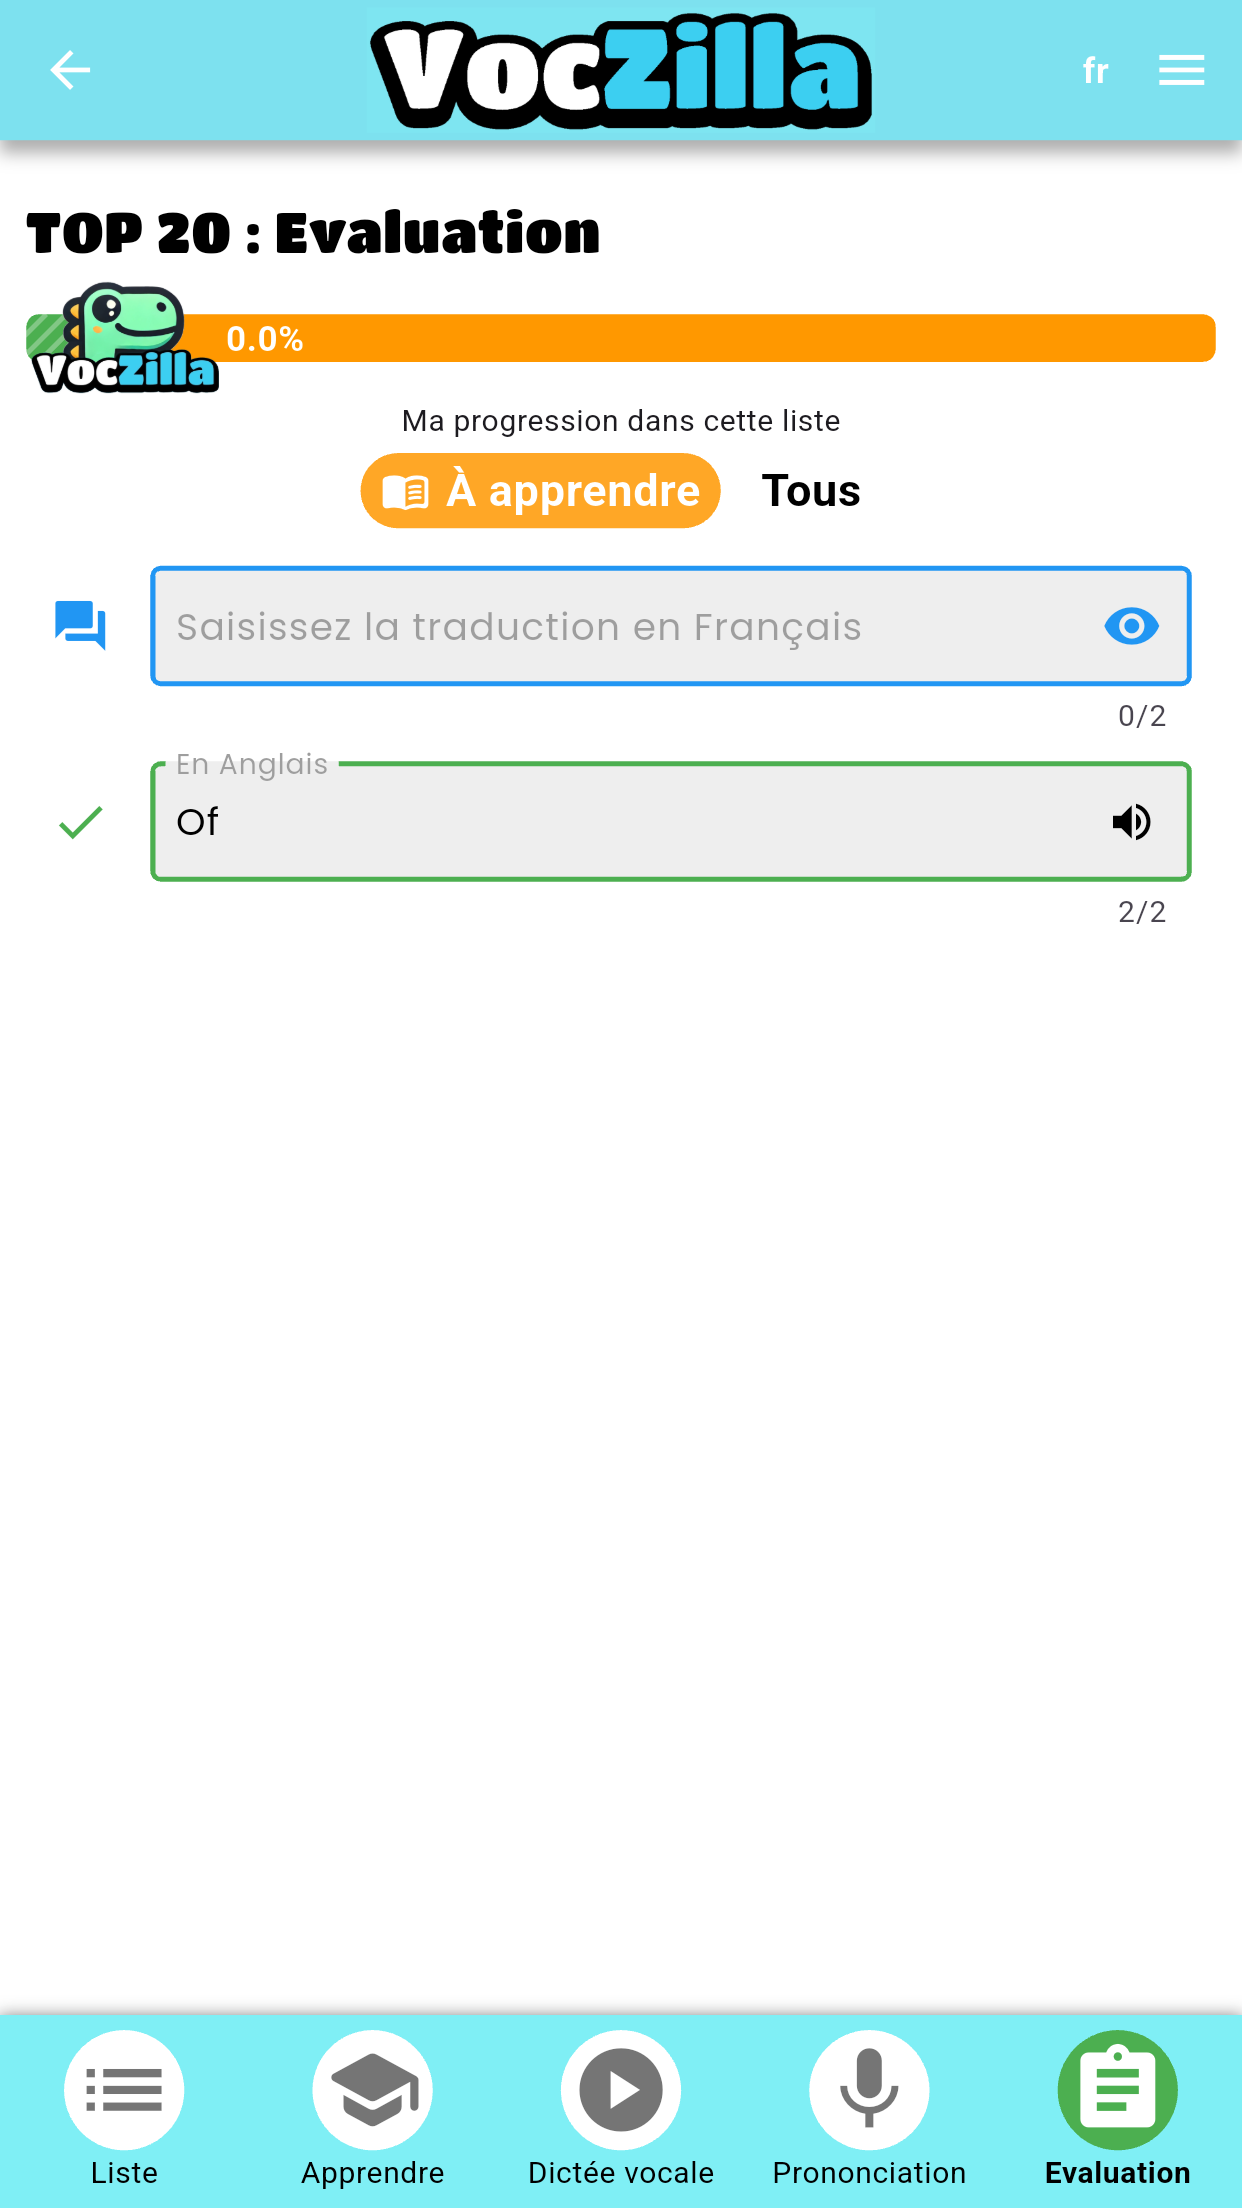 VocZilla
fr
TOP 20 : Evaluation
0.0%
VocZilla
Ma progression dans cette liste
À apprendre Tous
Saisissez la traduction en Français
0/2
En Anglais
Of
2/2
Liste Apprendre Dictée vocale Prononciation Evaluation